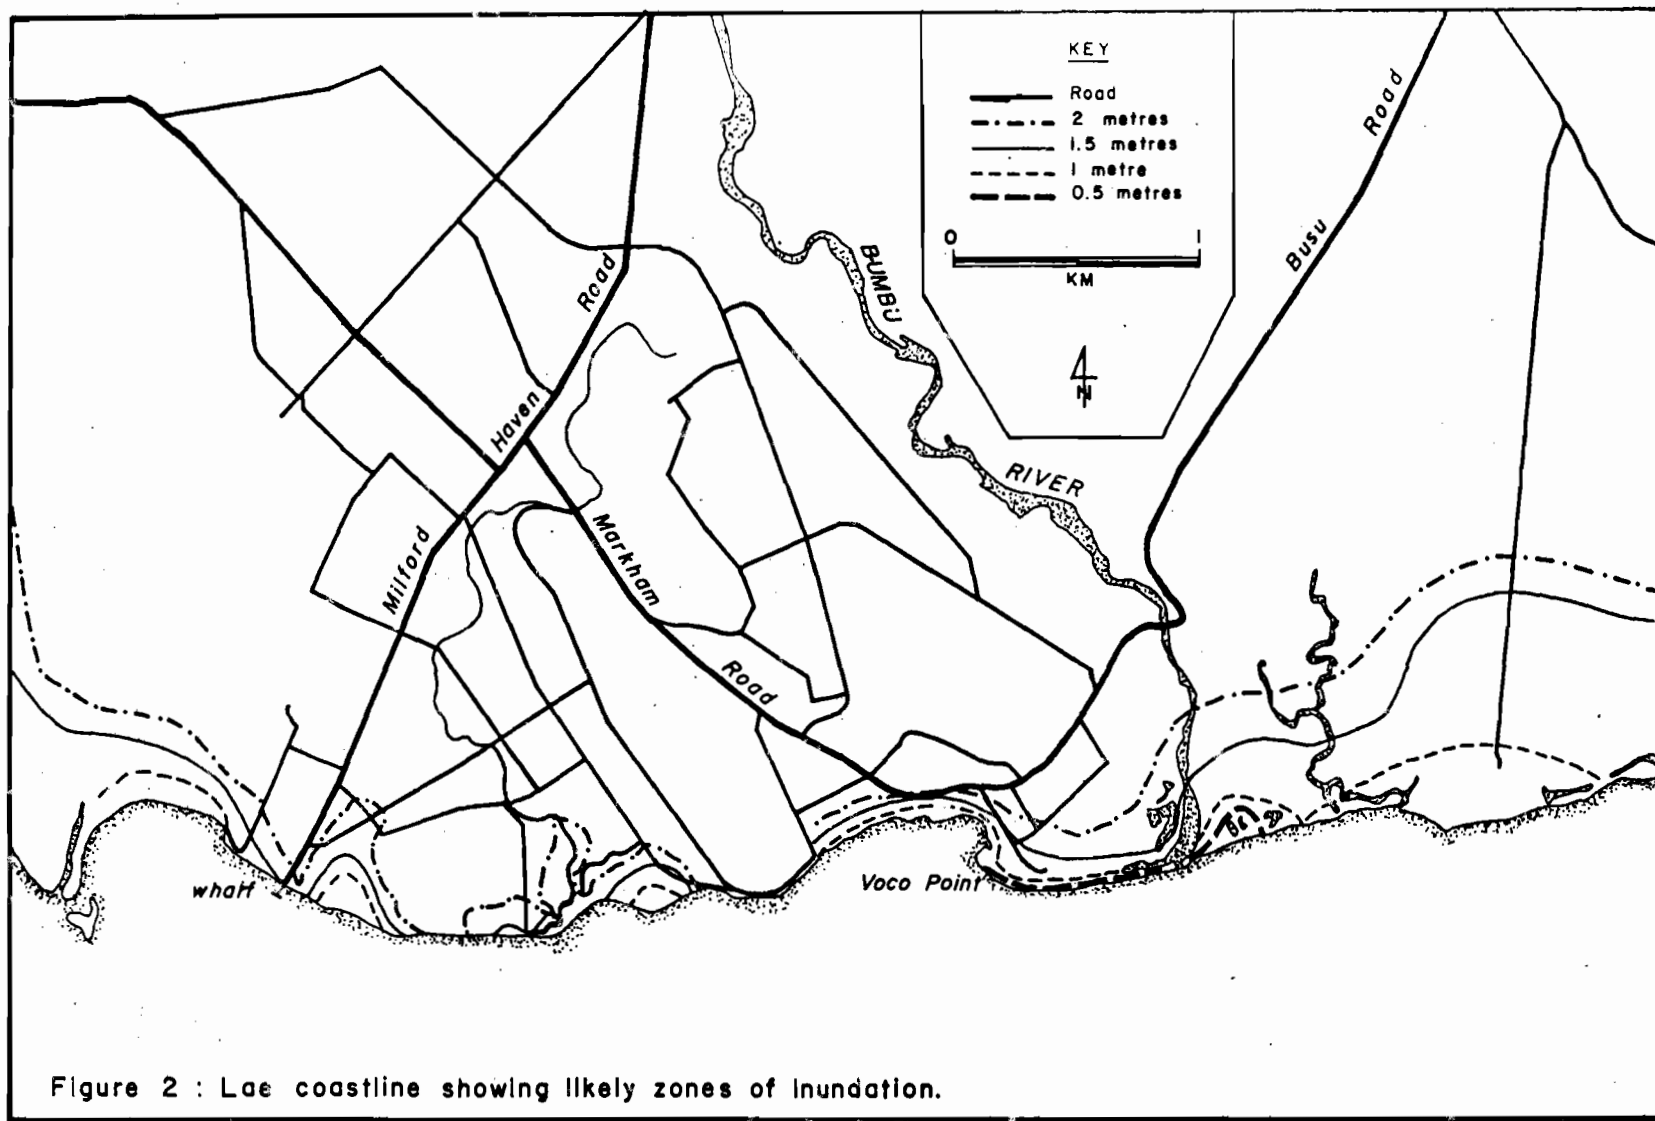 KEY
Road
2 metres
1.5 metres
1 metre
0.5 metres
0 1
KM
N
BUMBU
RIVER
Busu Road
Milford Haven Road
Markham Road
wharf
Voco Point
Figure 2 : Lae coastline showing likely zones of inundation.